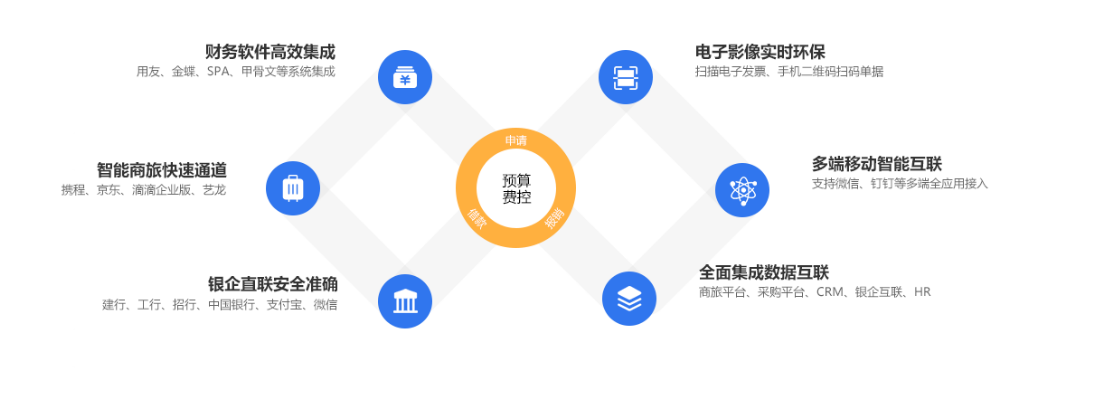 财务软件高效集成
用友、金蝶、SPA、甲骨文等系统集成
电子影像实时环保
扫描电子发票、手机二维码扫码单据
申请
预算
费控
借款
报销
智能商旅快速通道
携程、京东、滴滴企业版、艺龙
多端移动智能互联
支持微信、钉钉等多端全应用接入
银企直联安全准确
建行、工行、招行、中国银行、支付宝、微信
全面集成数据互联
商旅平台、采购平台、CRM、银企互联、HR